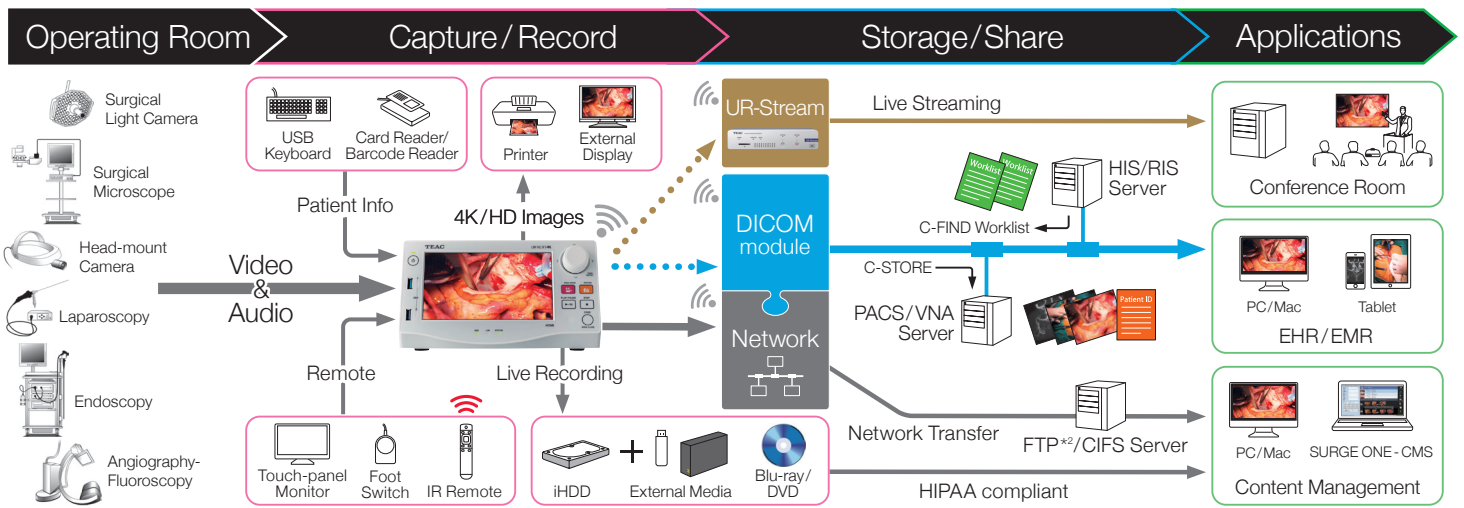 Operating Room
Capture/Record
Storage/Share
Applications
Surgical
Light Camera
Surgical
Microscope
Head-mount
Camera
Laparoscopy
Endoscopy
Angiography-
Fluoroscopy
Video
&
Audio
USB
Keyboard
Card Reader/
Barcode Reader
Patient Info
Printer
External
Display
4K/HD Images
TEAC
Remote
Live Recording
Touch-panel
Monitor
Foot
Switch
IR Remote
iHDD
+
External Media
Blu-ray/
DVD
UR-Stream
TEAC
DICOM
module
Network
Live Streaming
Worklist
Worklist
HIS/RIS
Server
C-FIND Worklist
C-STORE
PACS/VNA
Server
Patient ID
Network Transfer
FTP*2/CIFS Server
HIPAA compliant
Conference Room
PC/Mac
Tablet
EHR/EMR
PC/Mac
SURGE ONE-CMS
Content Management